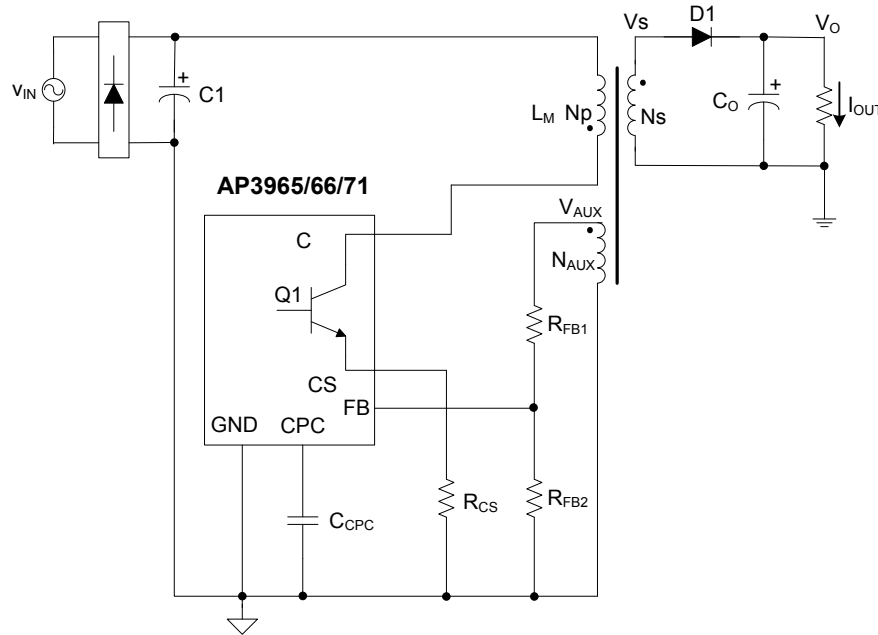 D1
Vs
VO
vIN
C1
LM
Np
Ns
CO
IOUT
AP3965/66/71
VAUX
C
NAUX
Q1
RFB1
CS
FB
GND
CPC
RCS
RFB2
CCPC
+
+